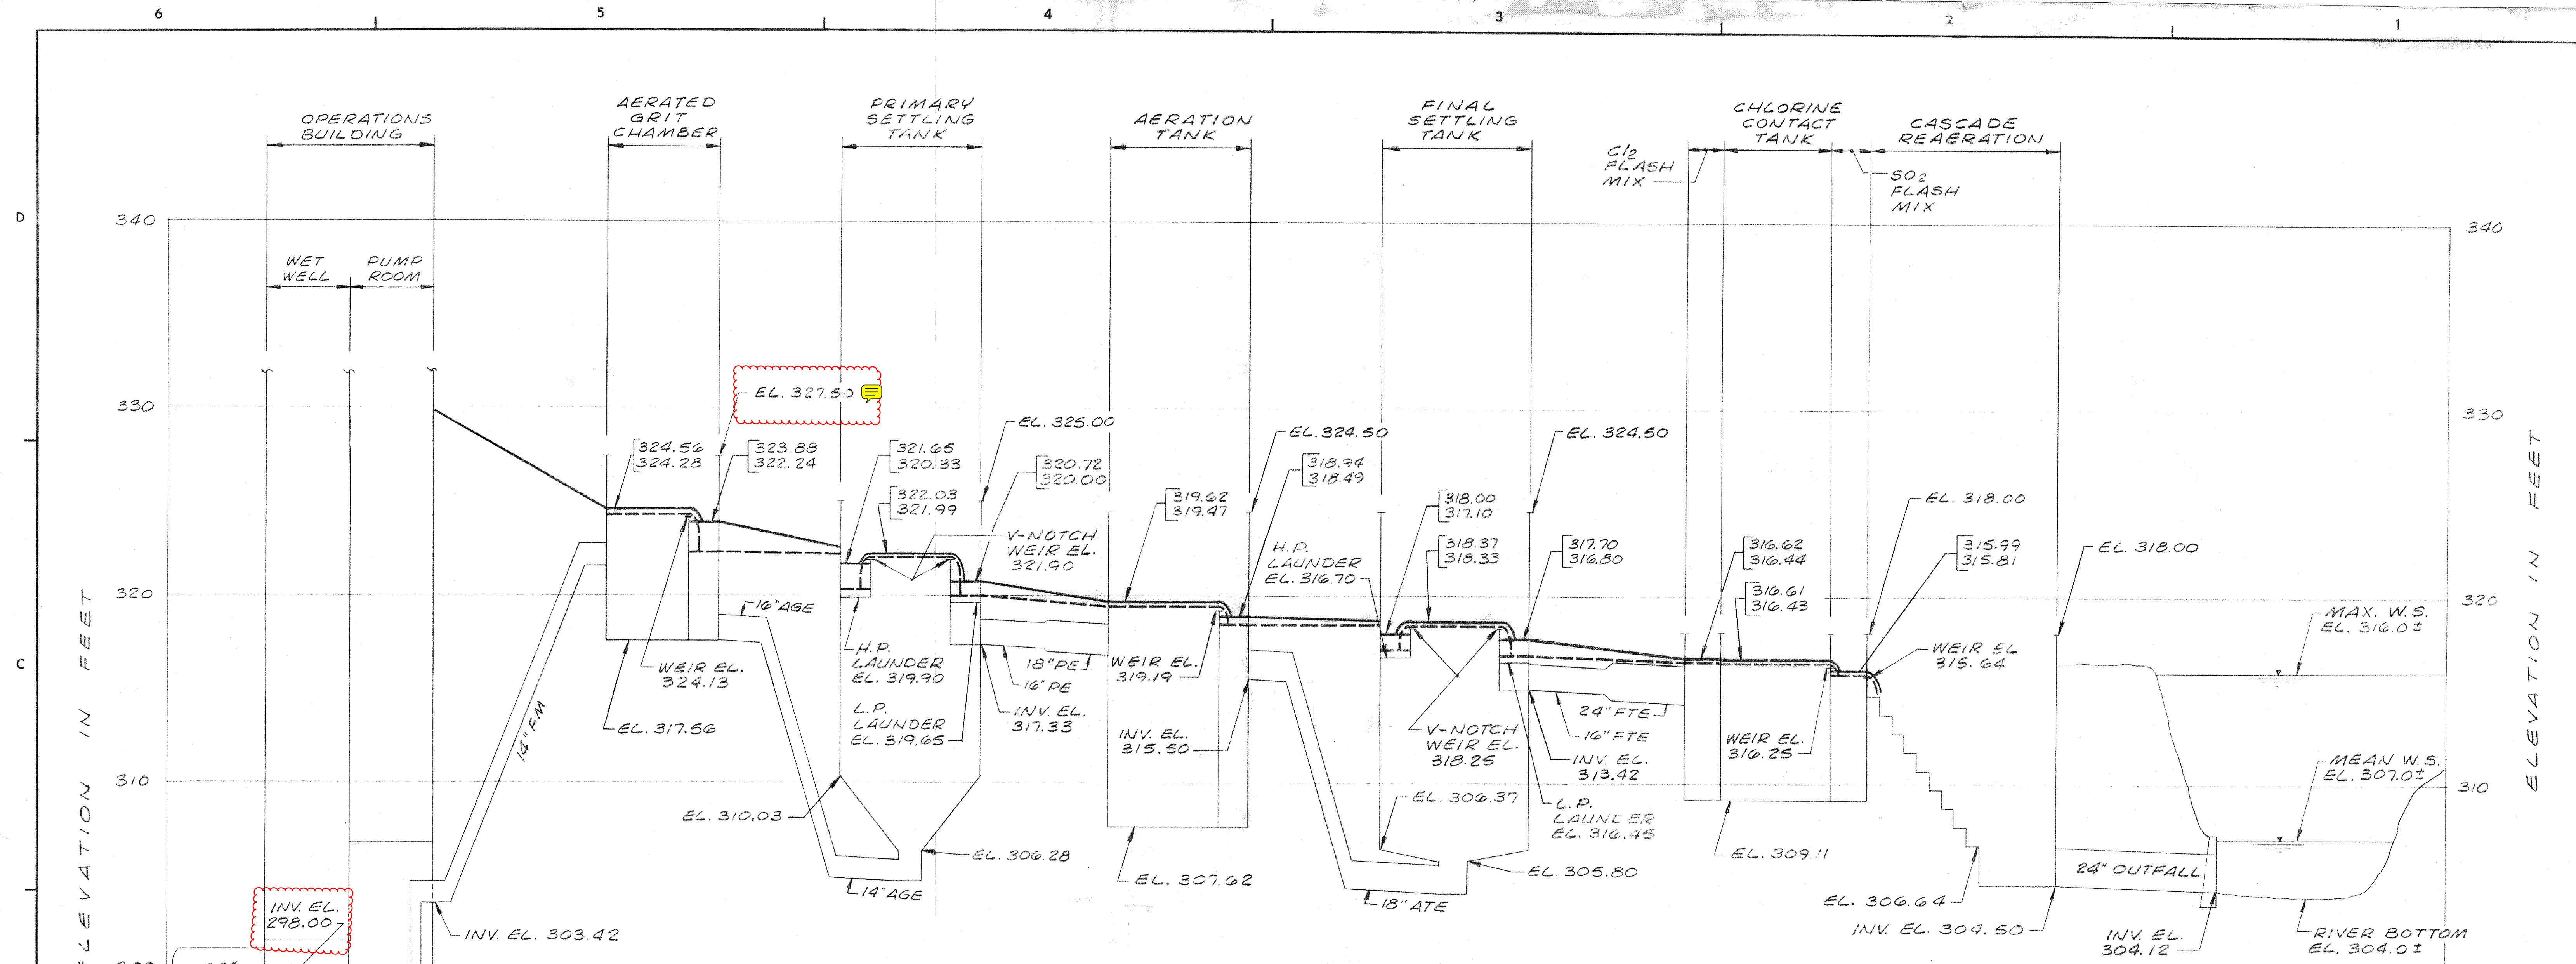 6
5
4
3
2
1
OPERATIONS
BUILDING
AERATED
GRIT
CHAMBER
PRIMARY
SETTLING
TANK
AERATION
TANK
FINAL
SETTLING
TANK
Cl2
FLASH
MIX
CHLORINE
CONTACT
TANK
CASCADE
REAERATION
SO2
FLASH
MIX
D
340
340
WET
WELL
PUMP
ROOM
330
330
EL. 327.50
EL. 325.00
EL. 324.50
EL. 324.50
324.56
324.28
323.88
322.24
321.65
320.33
322.03
321.99
320.72
320.00
V-NOTCH
WEIR EL.
321.90
319.62
319.47
318.94
318.49
H.P.
LAUNDER
EL. 316.70
318.00
317.10
318.37
318.33
317.70
316.80
316.62
316.44
316.61
316.43
EL. 318.00
315.99
315.81
EL. 318.00
320
320
MAX. W.S.
EL. 316.0±
16" AGE
WEIR EL.
324.13
H.P.
LAUNDER
EL. 319.90
18" PE
16" PE
WEIR EL.
319.19
WEIR EL
315.64
C
14" FM
EL. 317.56
L.P.
LAUNDER
EL. 319.65
INV. EL.
317.33
INV. EL.
315.50
V-NOTCH
WEIR EL.
318.25
24" FTE
16" FTE
INV. EL.
313.42
WEIR EL.
316.25
MEAN W.S.
EL. 307.0±
310
310
EL. 310.03
EL. 306.37
L.P.
LAUNDER
EL. 316.45
EL. 306.28
EL. 309.11
EL. 307.62
EL. 305.80
14" AGE
18" ATE
24" OUTFALL
EL. 306.64
INV. EL. 304.50
INV. EL.
304.12
RIVER BOTTOM
EL. 304.0±
INV. EL.
298.00
INV. EL. 303.42
ELEVATION IN FEET
ELEVATION IN FEET